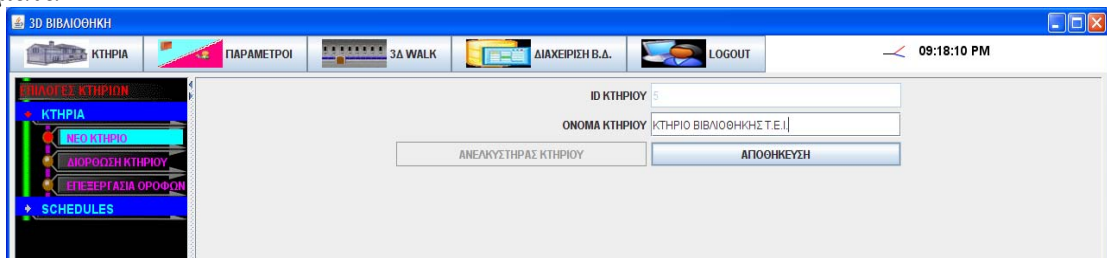 3D ΒΙΒΛΙΟΘΗΚΗ
ΚΤΗΡΙΑ ΠΑΡΑΜΕΤΡΟΙ 3Δ WALK ΔΙΑΧΕΙΡΙΣΗ Β.Δ. LOGOUT 09:18:10 PM
ΕΠΙΛΟΓΕΣ ΚΤΗΡΙΩΝ
ΚΤΗΡΙΑ
ΝΕΟ ΚΤΗΡΙΟ
ΔΙΟΡΘΩΣΗ ΚΤΗΡΙΟΥ
ΕΠΕΞΕΡΓΑΣΙΑ ΟΡΟΦΩΝ
SCHEDULES
ID ΚΤΗΡΙΟΥ 5
ΟΝΟΜΑ ΚΤΗΡΙΟΥ ΚΤΗΡΙΟ ΒΙΒΛΙΟΘΗΚΗΣ Τ.Ε.Ι.
ΑΝΕΛΚΥΣΤΗΡΑΣ ΚΤΗΡΙΟΥ ΑΠΟΘΗΚΕΥΣΗ